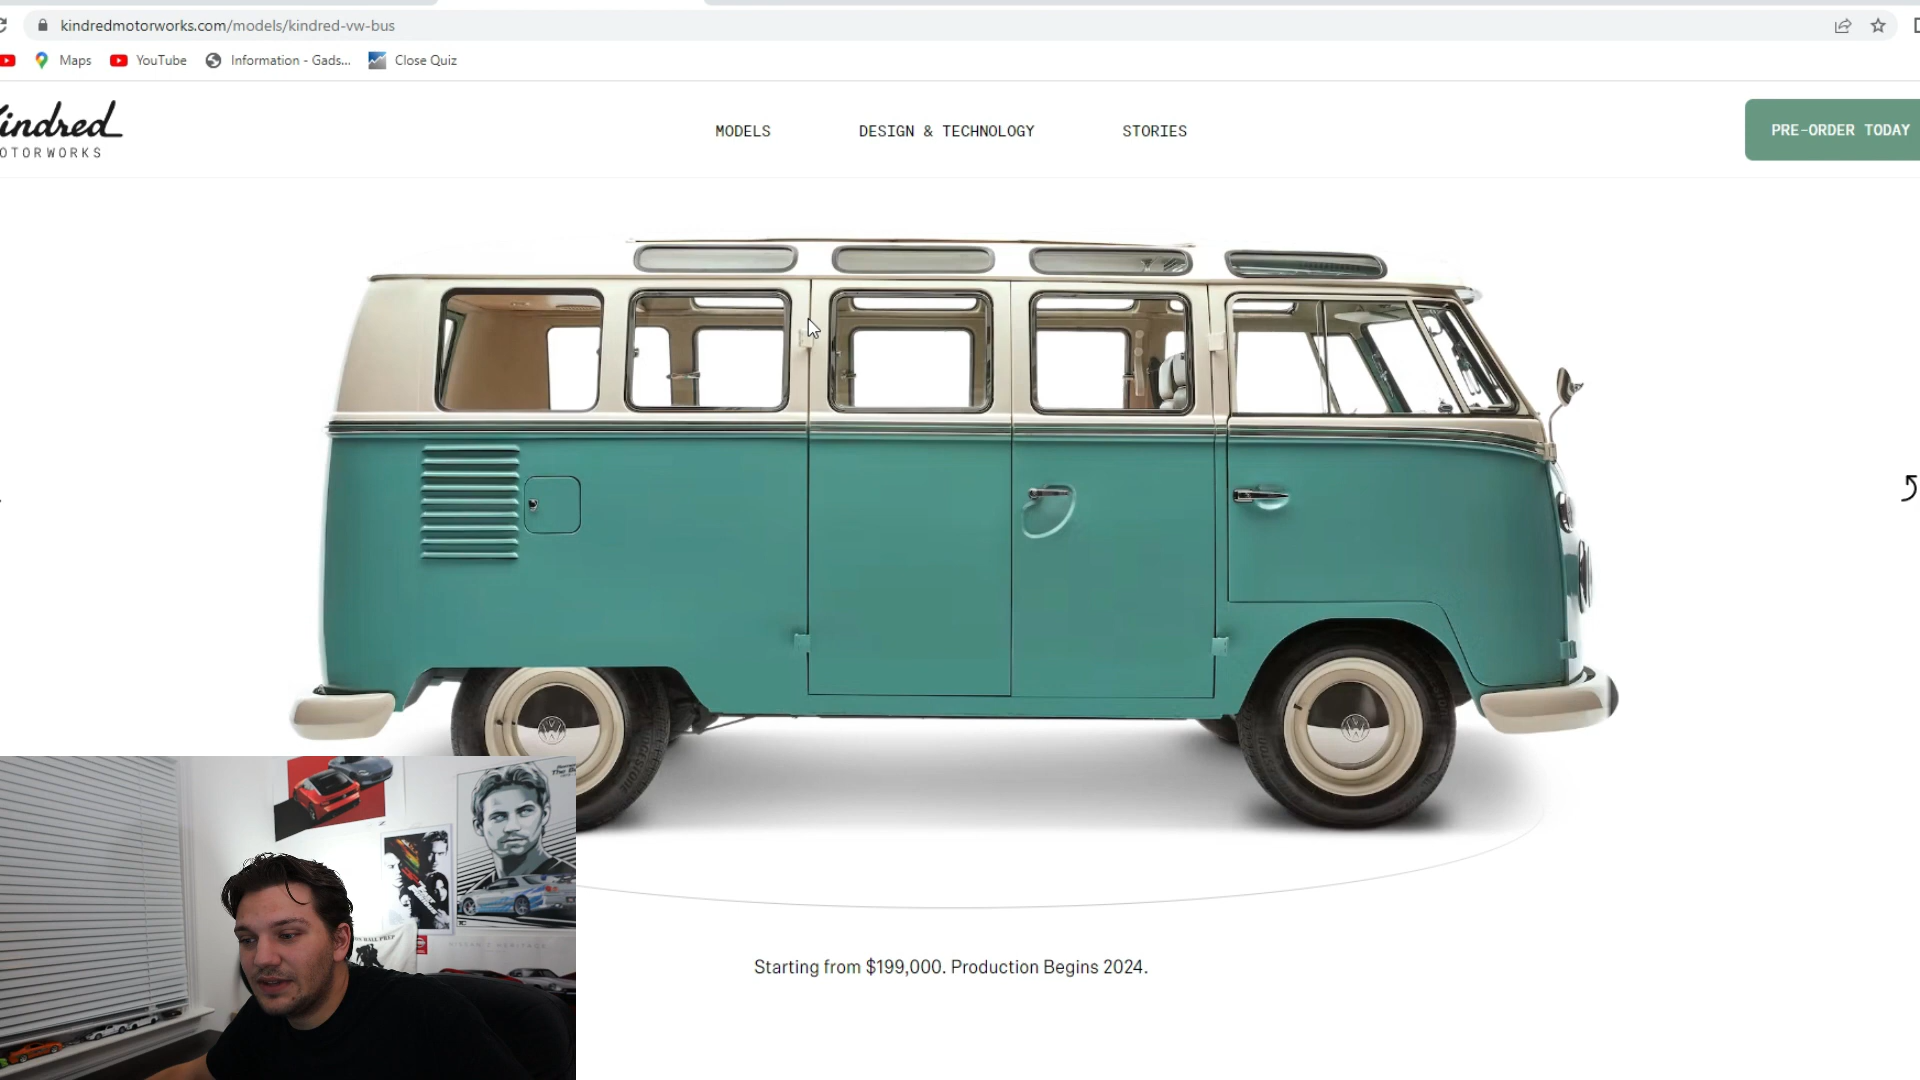 kindredmotorworks.com/models/kindred-vw-bus
Maps
YouTube
Information - Gads...
Close Quiz
indred
OTORWORKS
MODELS
DESIGN & TECHNOLOGY
STORIES
PRE-ORDER TODAY
Starting from $199,000. Production Begins 2024.